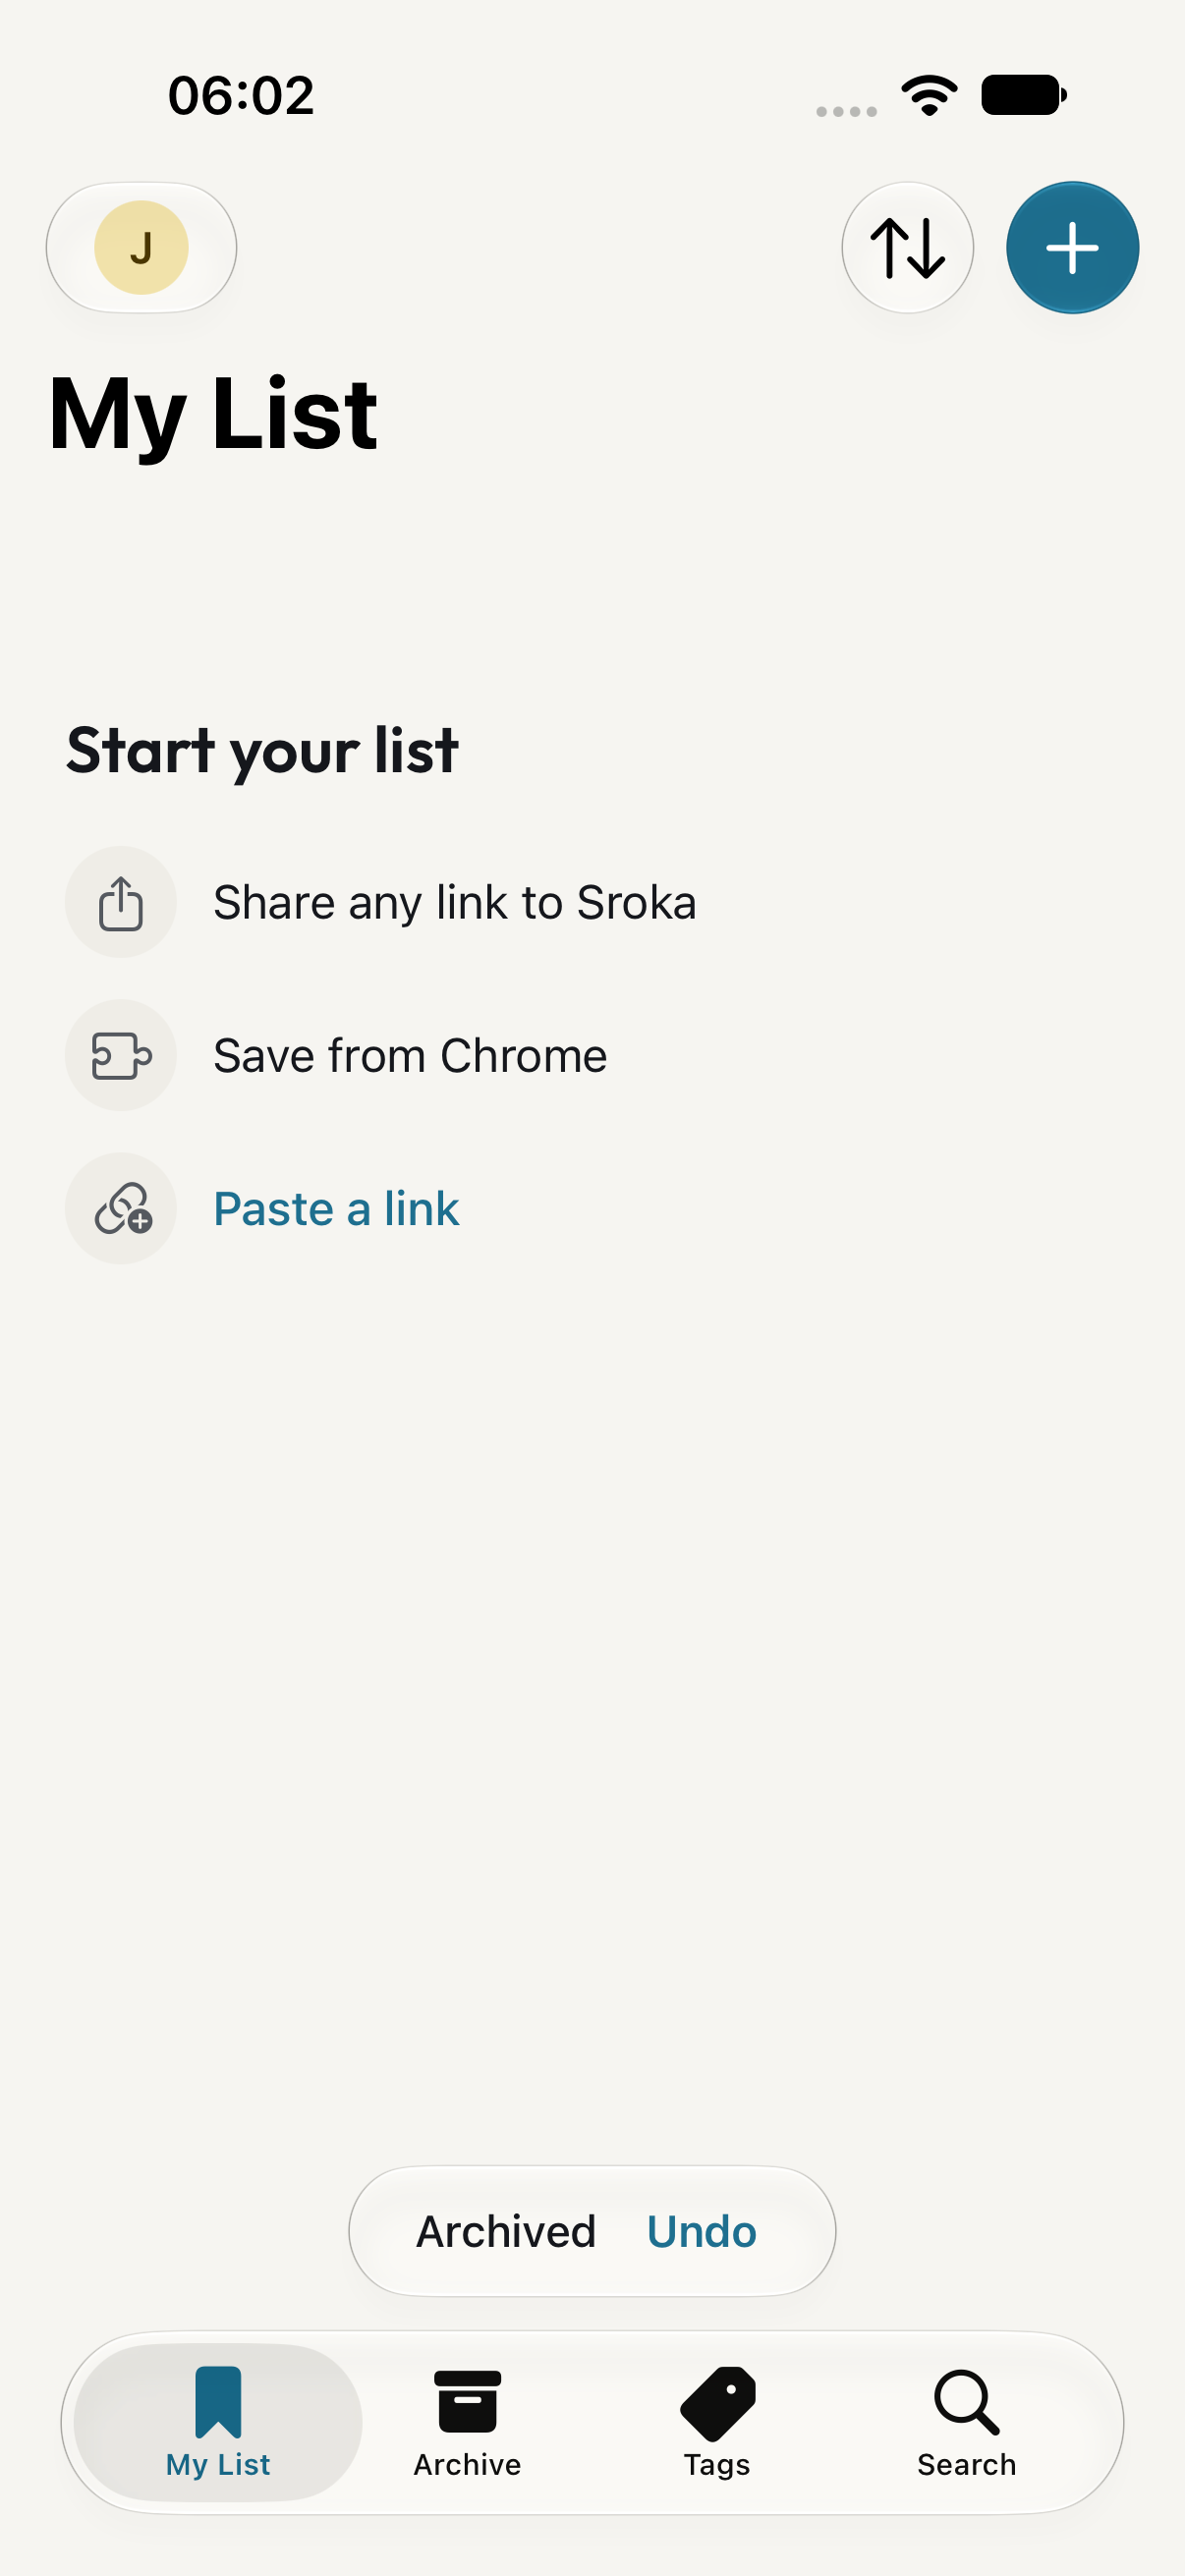 06:02
J
My List
Start your list
Share any link to Sroka
Save from Chrome
Paste a link
Archived Undo
My List Archive Tags Search